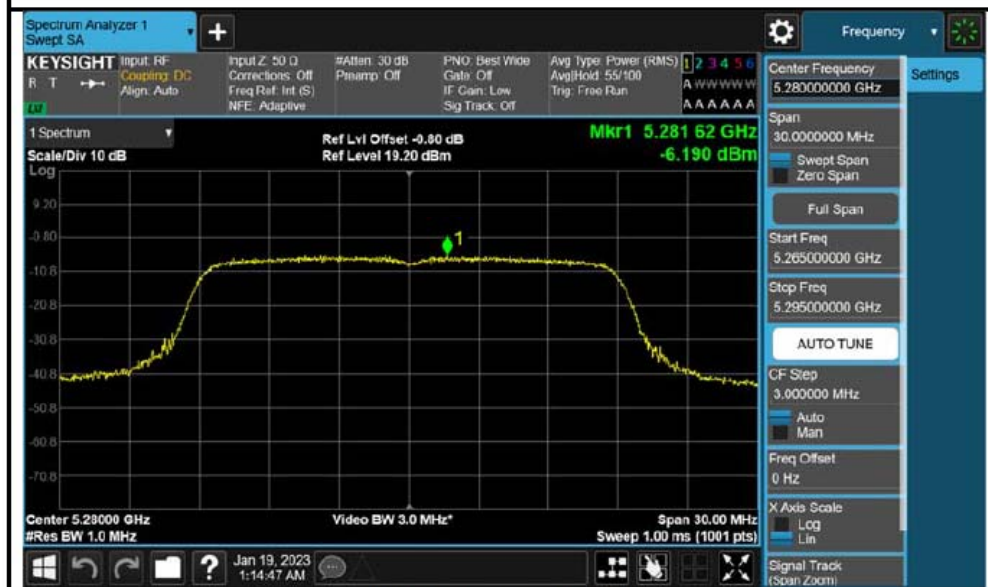 Spectrum Analyzer 1
Swept SA
+
Frequency
KEYSIGHT
R T
LXI
Input: RF
Coupling: DC
Align: Auto
Input Z: 50 Ω
Corrections: Off
Freq Ref: Int (S)
NFE: Adaptive
#Atten: 30 dB
Preamp: Off
PNO: Best Wide
Gate: Off
IF Gain: Low
Sig Track: Off
Avg Type: Power (RMS)
Avg|Hold: 55/100
Trig: Free Run
1 2 3 4 5 6
A W W W W W
A A A A A A
Center Frequency
5.280000000 GHz
Settings
Span
30.0000000 MHz
Swept Span
Zero Span
Full Span
Start Freq
5.265000000 GHz
Stop Freq
5.295000000 GHz
AUTO TUNE
CF Step
3.000000 MHz
Auto
Man
Freq Offset
0 Hz
X Axis Scale
Log
Lin
Signal Track
(Span Zoom)
1 Spectrum
Scale/Div 10 dB
Log
Ref Lvl Offset -0.80 dB
Ref Level 19.20 dBm
Mkr1 5.281 62 GHz
-6.190 dBm
9.20
-0.80
1
-10.8
-20.8
-30.8
-40.8
-50.8
-60.8
-70.8
Center 5.28000 GHz
#Res BW 1.0 MHz
Video BW 3.0 MHz*
Span 30.00 MHz
Sweep 1.00 ms (1001 pts)
?
Jan 19, 2023
1:14:47 AM